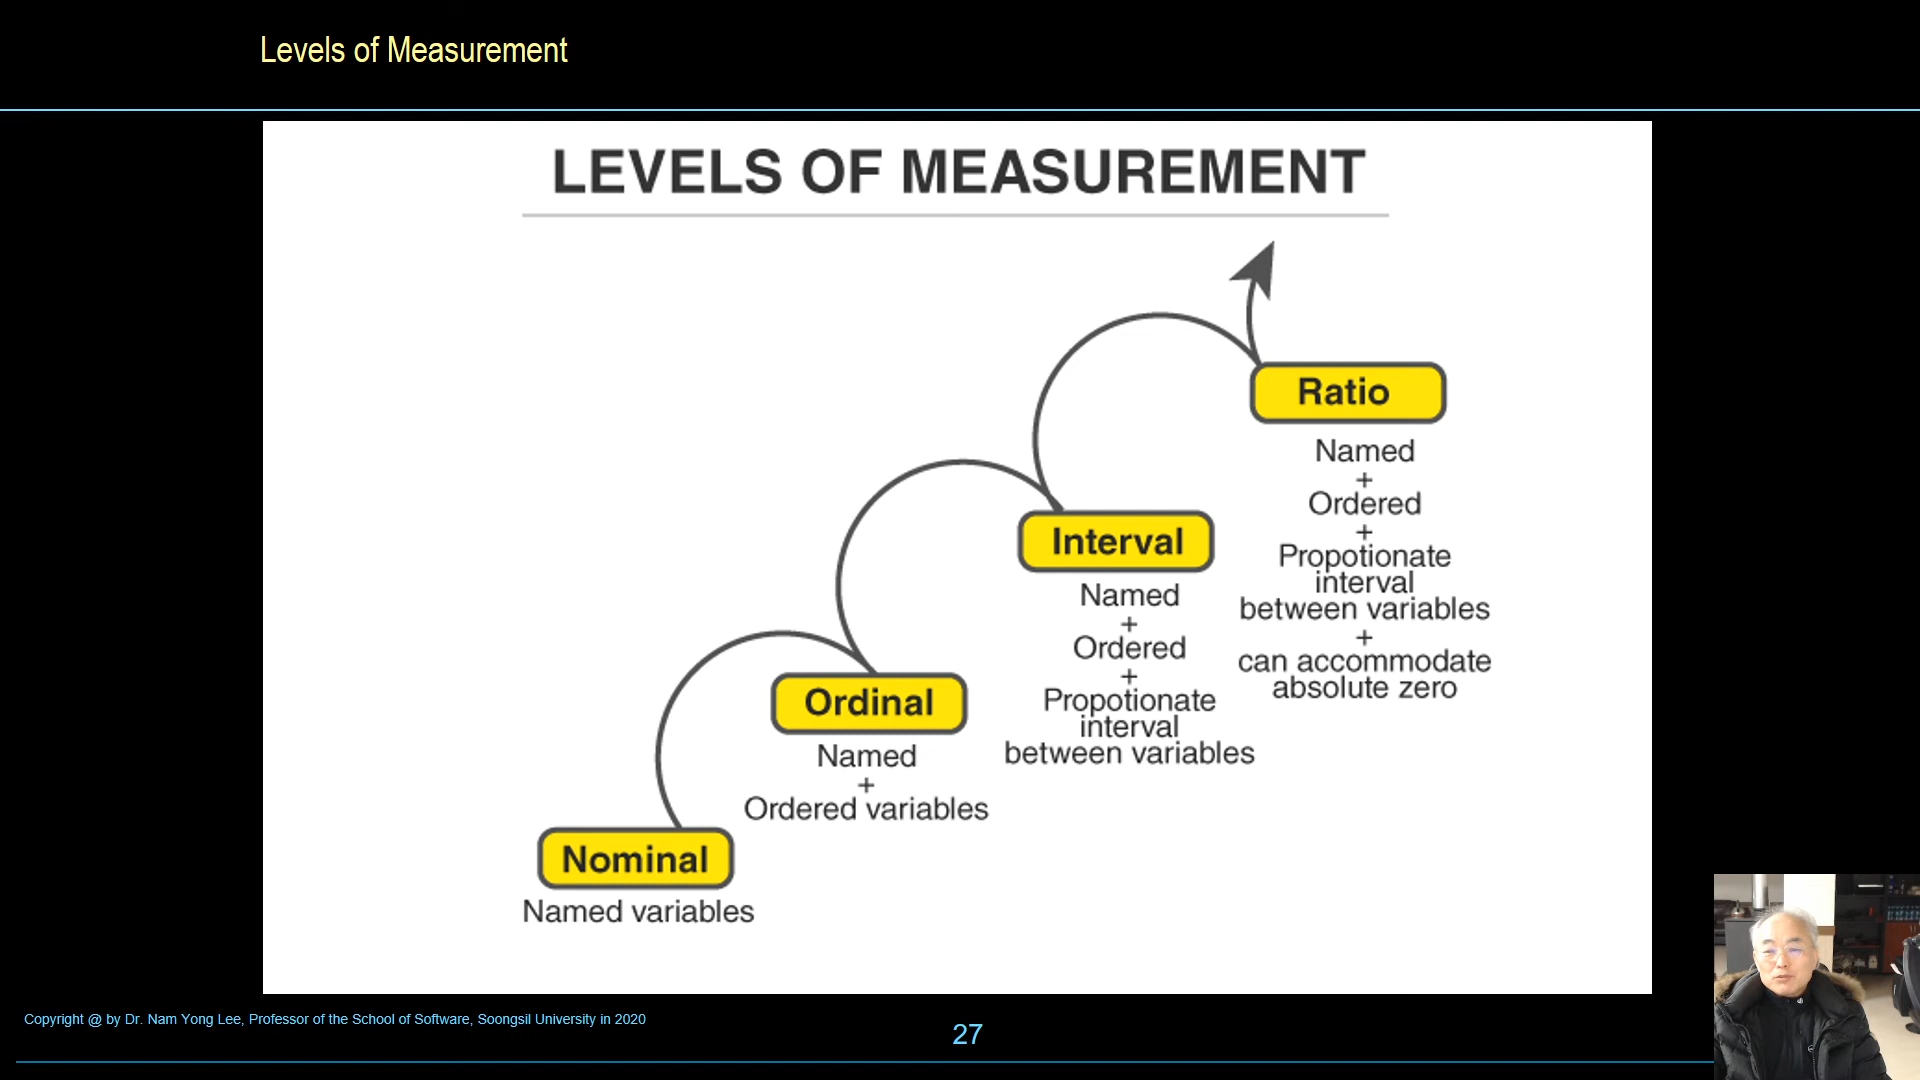 Levels of Measurement
LEVELS OF MEASUREMENT
Ratio
Named
+
Ordered
+
Propotionate
interval
between variables
+
can accommodate
absolute zero
Interval
Named
+
Ordered
+
Propotionate
interval
between variables
Ordinal
Named
+
Ordered variables
Nominal
Named variables
Copyright @ by Dr. Nam Yong Lee, Professor of the School of Software, Soongsil University in 2020
27